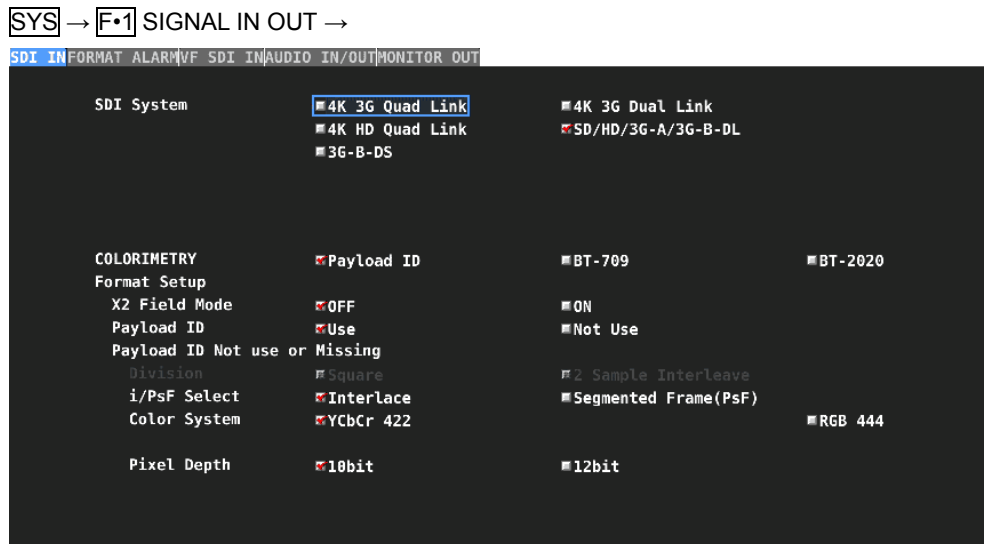 SYS → F•1 SIGNAL IN OUT →
SDI IN FORMAT ALARM VF SDI IN AUDIO IN/OUT MONITOR OUT
SDI System 4K 3G Quad Link 4K 3G Dual Link
4K HD Quad Link SD/HD/3G-A/3G-B-DL
3G-B-DS
COLORIMETRY Payload ID BT-709 BT-2020
Format Setup
X2 Field Mode OFF ON
Payload ID Use Not Use
Payload ID Not use or Missing
Division Square 2 Sample Interleave
i/PsF Select Interlace Segmented Frame(PsF)
Color System YCbCr 422 RGB 444
Pixel Depth 10bit 12bit